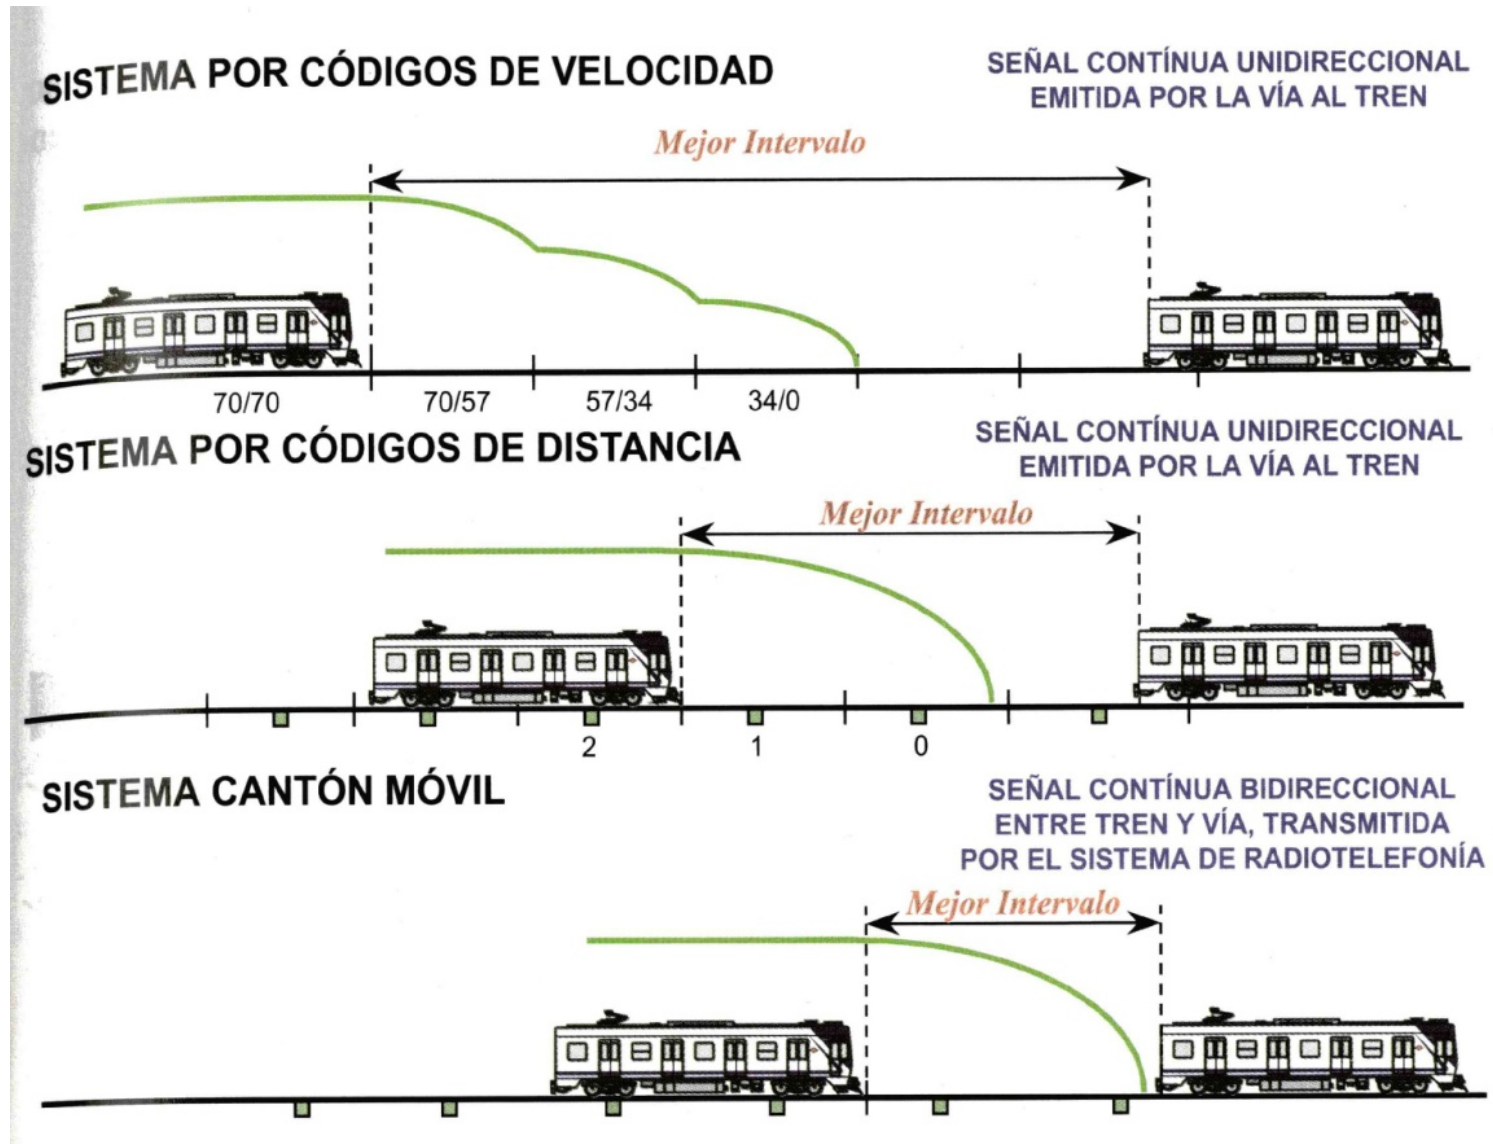 SISTEMA POR CÓDIGOS DE VELOCIDAD
SEÑAL CONTÍNUA UNIDIRECCIONAL
EMITIDA POR LA VÍA AL TREN
Mejor Intervalo
70/70 70/57 57/34 34/0
SISTEMA POR CÓDIGOS DE DISTANCIA
SEÑAL CONTÍNUA UNIDIRECCIONAL
EMITIDA POR LA VÍA AL TREN
Mejor Intervalo
2 1 0
SISTEMA CANTÓN MÓVIL
SEÑAL CONTÍNUA BIDIRECCIONAL
ENTRE TREN Y VÍA, TRANSMITIDA
POR EL SISTEMA DE RADIOTELEFONÍA
Mejor Intervalo